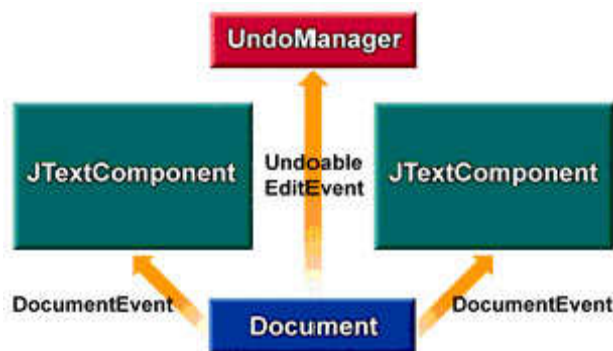 UndoManager
JTextComponent
Undoable
EditEvent
JTextComponent
DocumentEvent
Document
DocumentEvent